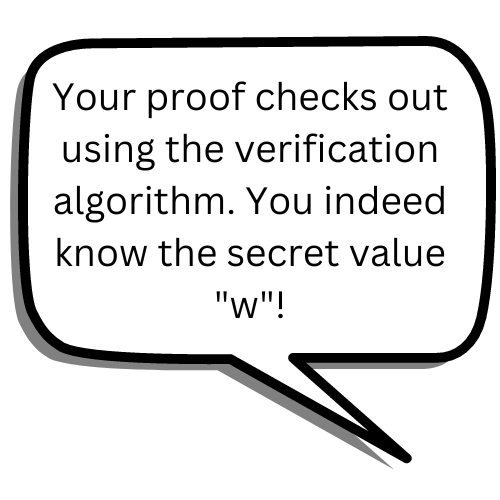 Your proof checks out
using the verification
algorithm. You indeed
know the secret value
"w"!